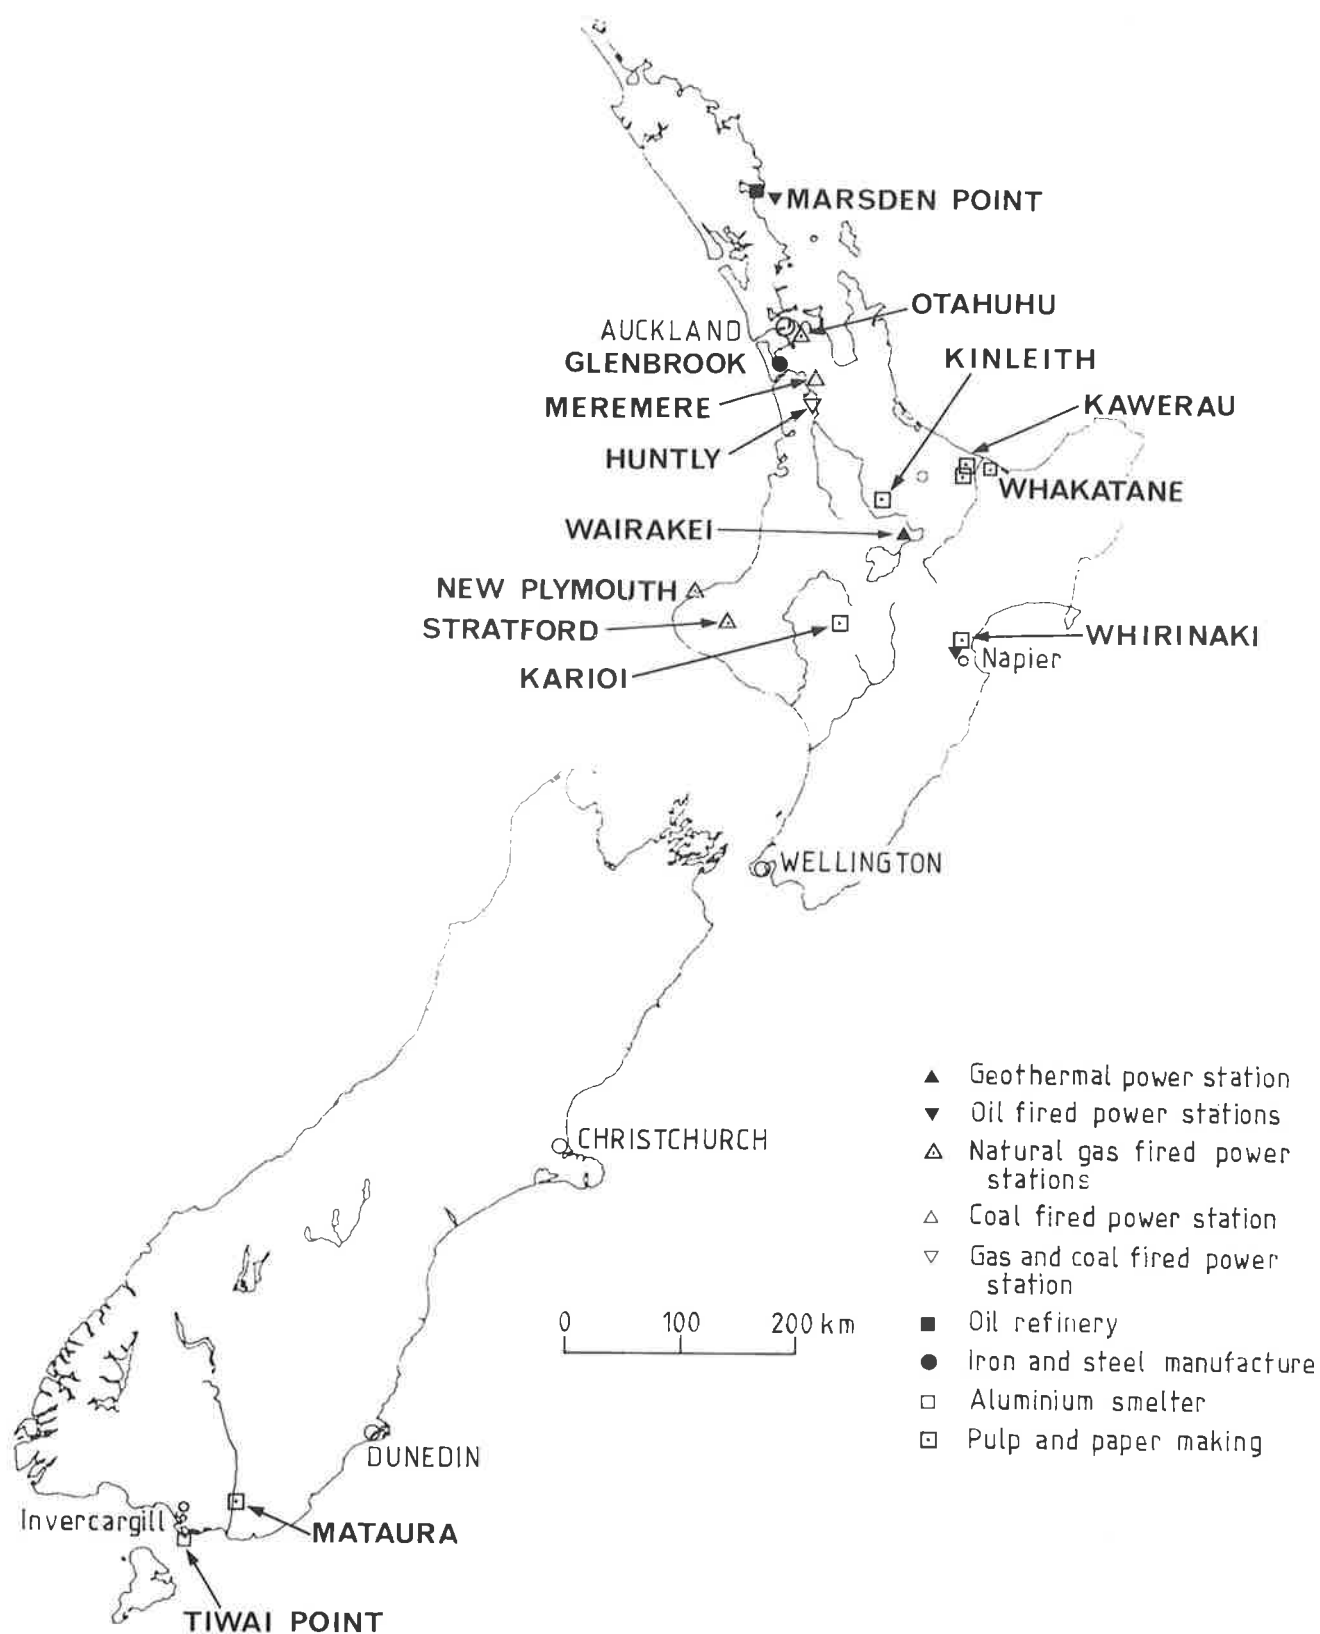 MARSDEN POINT
OTAHUHU
AUCKLAND
GLENBROOK
KINLEITH
MEREMERE
KAWERAU
HUNTLY
WHAKATANE
WAIRAKEI
NEW PLYMOUTH
STRATFORD
WHIRINAKI
Napier
KARIOI
WELLINGTON
Geothermal power station
Oil fired power stations
CHRISTCHURCH
Natural gas fired power
stations
Coal fired power station
Gas and coal fired power
station
0 100 200 km
Oil refinery
Iron and steel manufacture
Aluminium smelter
Pulp and paper making
DUNEDIN
Invercargill
MATAURA
TIWAI POINT